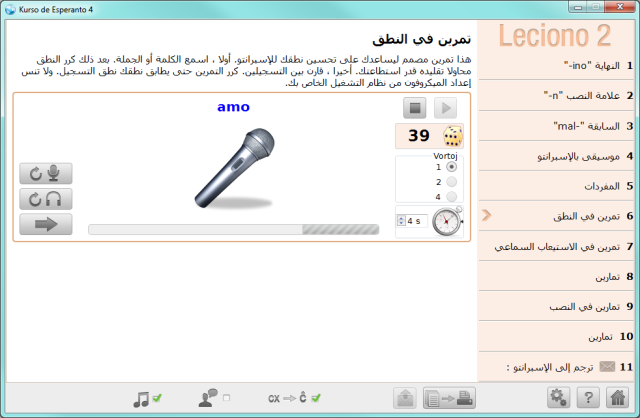 Kurso de Esperanto 4
Leciono 2
تمرين في النطق
هذا تمرين مصمم ليساعدك على تحسين نطقك للإسبرانتو. أولا ، اسمع الكلمة أو الجملة. بعد ذلك كرر النطق
محاولا تقليده قدر استطاعتك. أخيرا ، قارن بين التسجيلين. كرر التمرين حتى يطابق نطقك نطق التسجيل. ولا تنس
إعداد الميكروفون من نظام التشغيل الخاص بك.
amo
39
Vortoj
1
2
4
4 s
1 النهاية "ino-"
2 علامة النصب "n-"
3 السابقة "mal-"
4 موسيقى بالإسبرانتو
5 المفردات
6 تمرين في النطق
7 تمرين في الاستيعاب السماعي
8 تمارين
9 تمارين في النصب
10 تمارين
11 ترجم إلى الإسبرانتو :
cx Ĉ
?